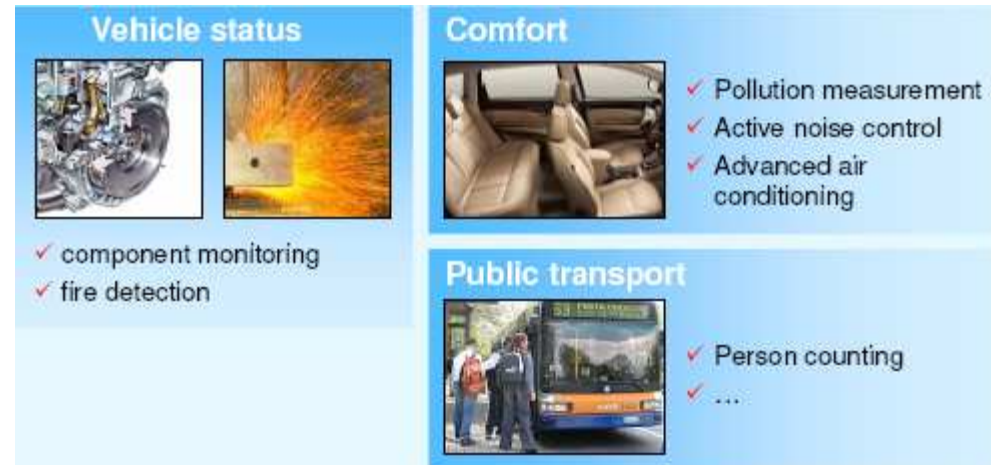 Vehicle status
✓ component monitoring
✓ fire detection
Comfort
✓ Pollution measurement
✓ Active noise control
✓ Advanced air
conditioning
Public transport
53
✓ Person counting
✓ ...